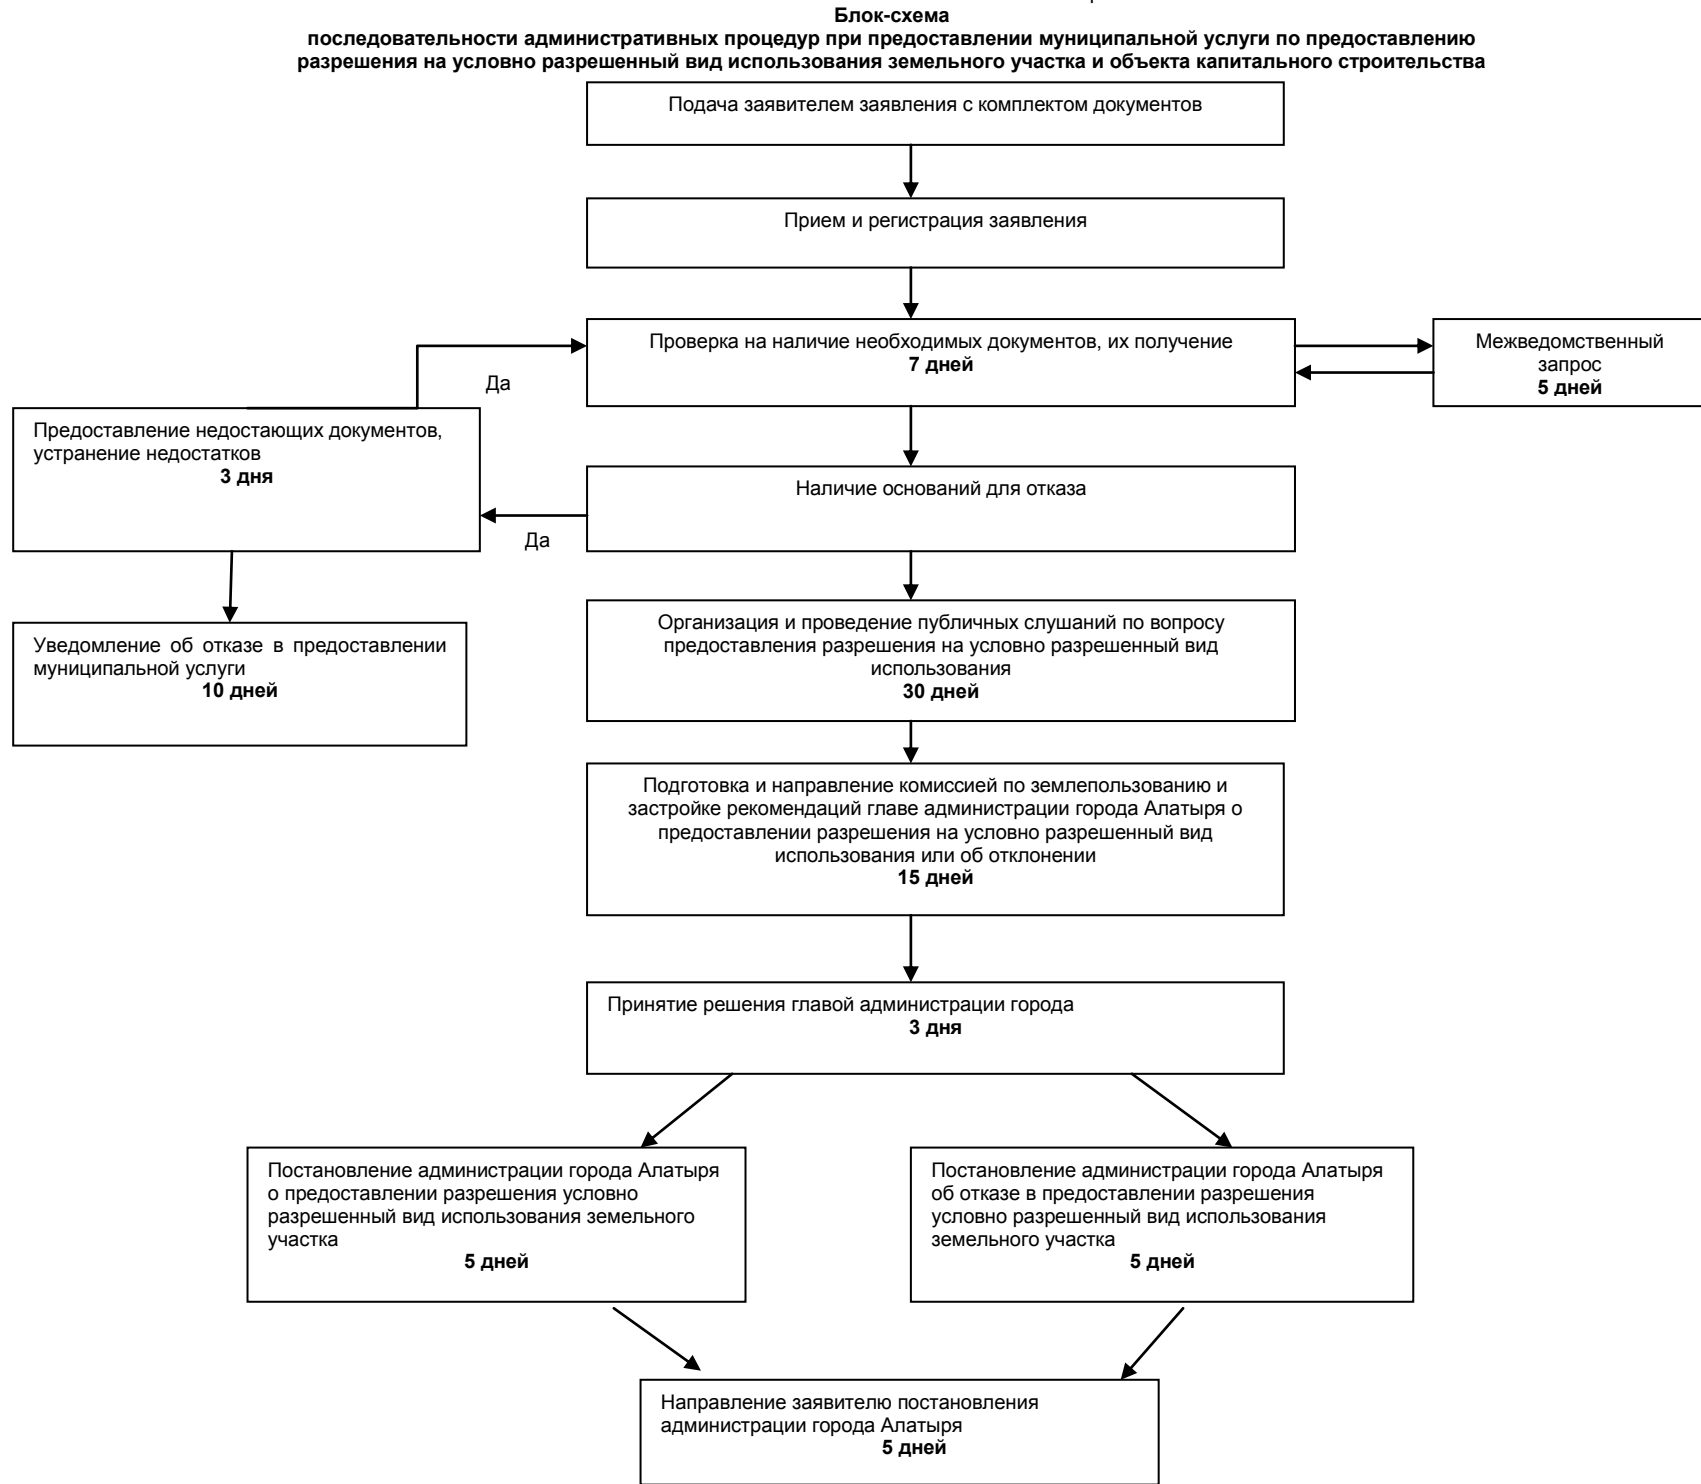 Блок-схема
последовательности административных процедур при предоставлении муниципальной услуги по предоставлению
разрешения на условно разрешенный вид использования земельного участка и объекта капитального строительства
Подача заявителем заявления с комплектом документов
Прием и регистрация заявления
Проверка на наличие необходимых документов, их получение
7 дней
Межведомственный
запрос
5 дней
Да
Предоставление недостающих документов,
устранение недостатков
3 дня
Наличие оснований для отказа
Да
Уведомление об отказе в предоставлении
муниципальной услуги
10 дней
Организация и проведение публичных слушаний по вопросу
предоставления разрешения на условно разрешенный вид
использования
30 дней
Подготовка и направление комиссией по землепользованию и
застройке рекомендаций главе администрации города Алатыря о
предоставлении разрешения на условно разрешенный вид
использования или об отклонении
15 дней
Принятие решения главой администрации города
3 дня
Постановление администрации города Алатыря
о предоставлении разрешения условно
разрешенный вид использования земельного
участка
5 дней
Постановление администрации города Алатыря
об отказе в предоставлении разрешения
условно разрешенный вид использования
земельного участка
5 дней
Направление заявителю постановления
администрации города Алатыря
5 дней